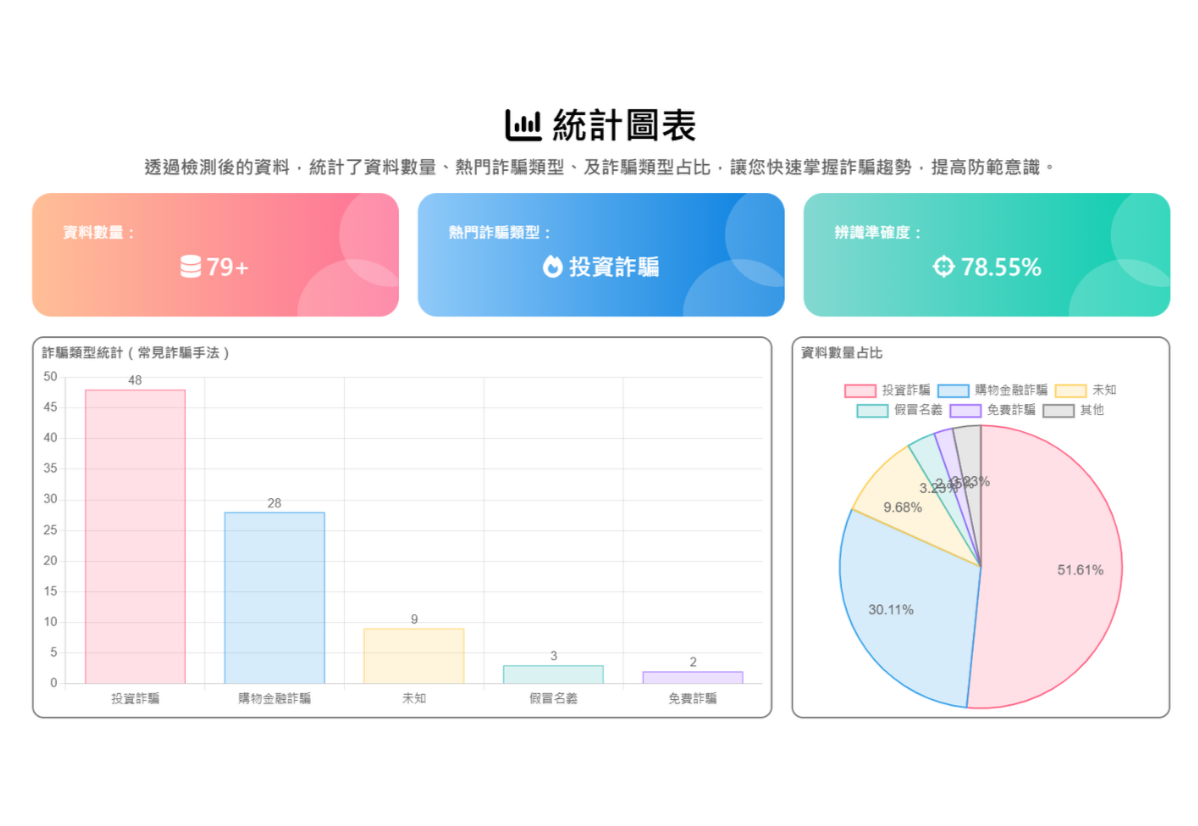 統計圖表
透過檢測後的資料，統計了資料數量、熱門詐騙類型、及詐騙類型占比，讓您快速掌握詐騙趨勢，提高防範意識。
資料數量：
79+
熱門詐騙類型：
投資詐騙
辨識準確度：
78.55%
詐騙類型統計（常見詐騙手法）
50
45
40
35
30
25
20
15
10
5
0
48
28
9
3
2
投資詐騙
購物金融詐騙
未知
假冒名義
免費詐騙
資料數量占比
投資詐騙 購物金融詐騙 未知
假冒名義 免費詐騙 其他
3.23%
2.15%
3.23%
9.68%
51.61%
30.11%